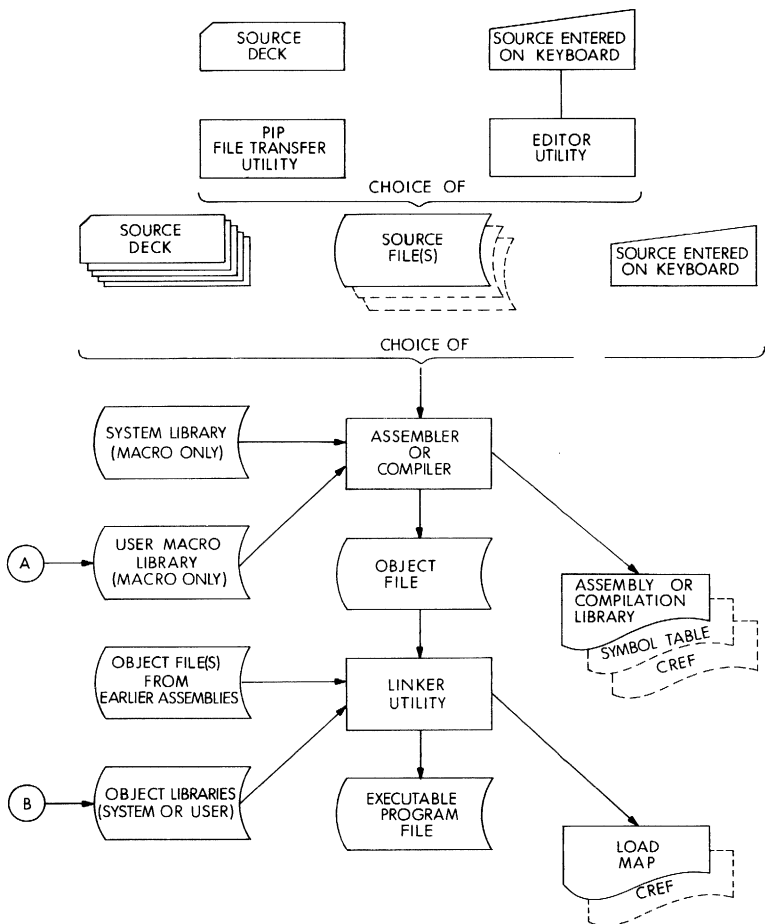 SOURCE
DECK
SOURCE ENTERED
ON KEYBOARD
PIP
FILE TRANSFER
UTILITY
EDITOR
UTILITY
CHOICE OF
SOURCE
DECK
SOURCE
FILE(S)
SOURCE ENTERED
ON KEYBOARD
CHOICE OF
SYSTEM LIBRARY
(MACRO ONLY)
ASSEMBLER
OR
COMPILER
A
USER MACRO
LIBRARY
(MACRO ONLY)
OBJECT
FILE
ASSEMBLY OR
COMPILATION
LIBRARY
SYMBOL TABLE
CREF
OBJECT FILE(S)
FROM
EARLIER ASSEMBLIES
LINKER
UTILITY
B
OBJECT LIBRARIES
(SYSTEM OR USER)
EXECUTABLE
PROGRAM
FILE
LOAD
MAP
CREF